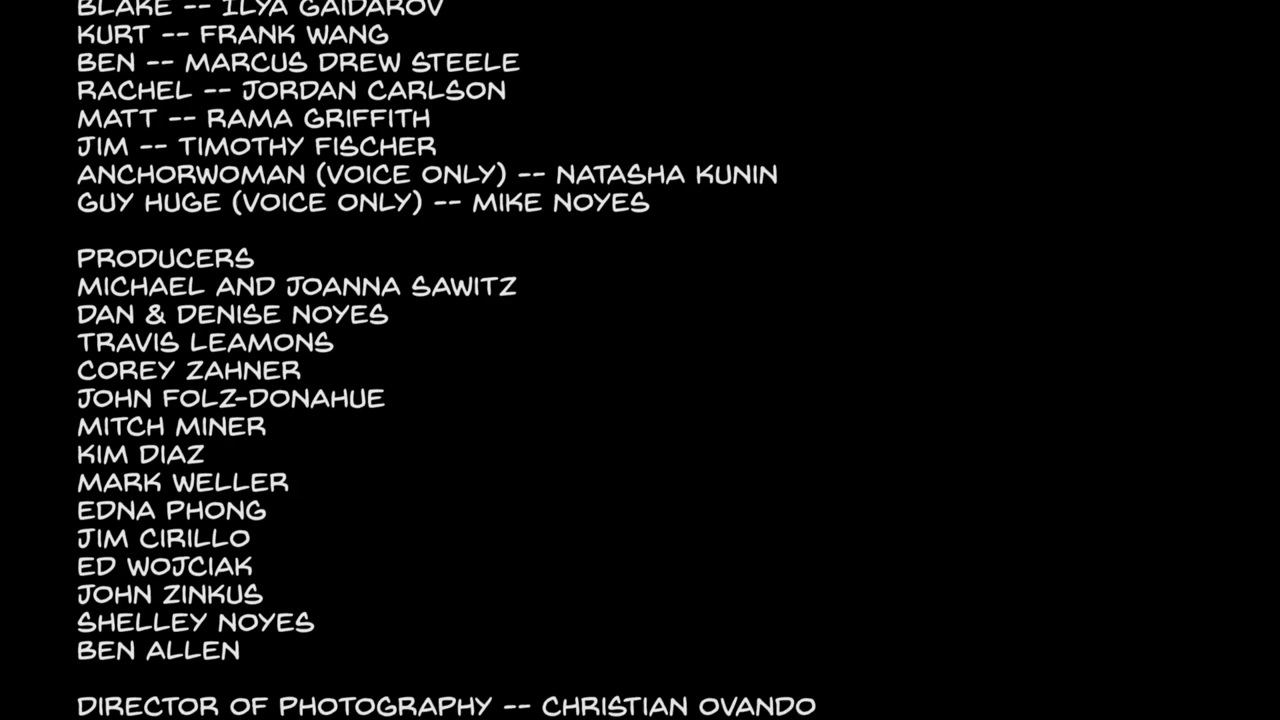 BLAKE -- ILYA GAIDAROV
KURT -- FRANK WANG
BEN -- MARCUS DREW STEELE
RACHEL -- JORDAN CARLSON
MATT -- RAMA GRIFFITH
JIM -- TIMOTHY FISCHER
ANCHORWOMAN (VOICE ONLY) -- NATASHA KUNIN
GUY HUGE (VOICE ONLY) -- MIKE NOYES
PRODUCERS
MICHAEL AND JOANNA SAWITZ
DAN & DENISE NOYES
TRAVIS LEAMONS
COREY ZAHNER
JOHN FOLZ-DONAHUE
MITCH MINER
KIM DIAZ
MARK WELLER
EDNA PHONG
JIM CIRILLO
ED WOJCIAK
JOHN ZINKUS
SHELLEY NOYES
BEN ALLEN
DIRECTOR OF PHOTOGRAPHY -- CHRISTIAN OVANDO